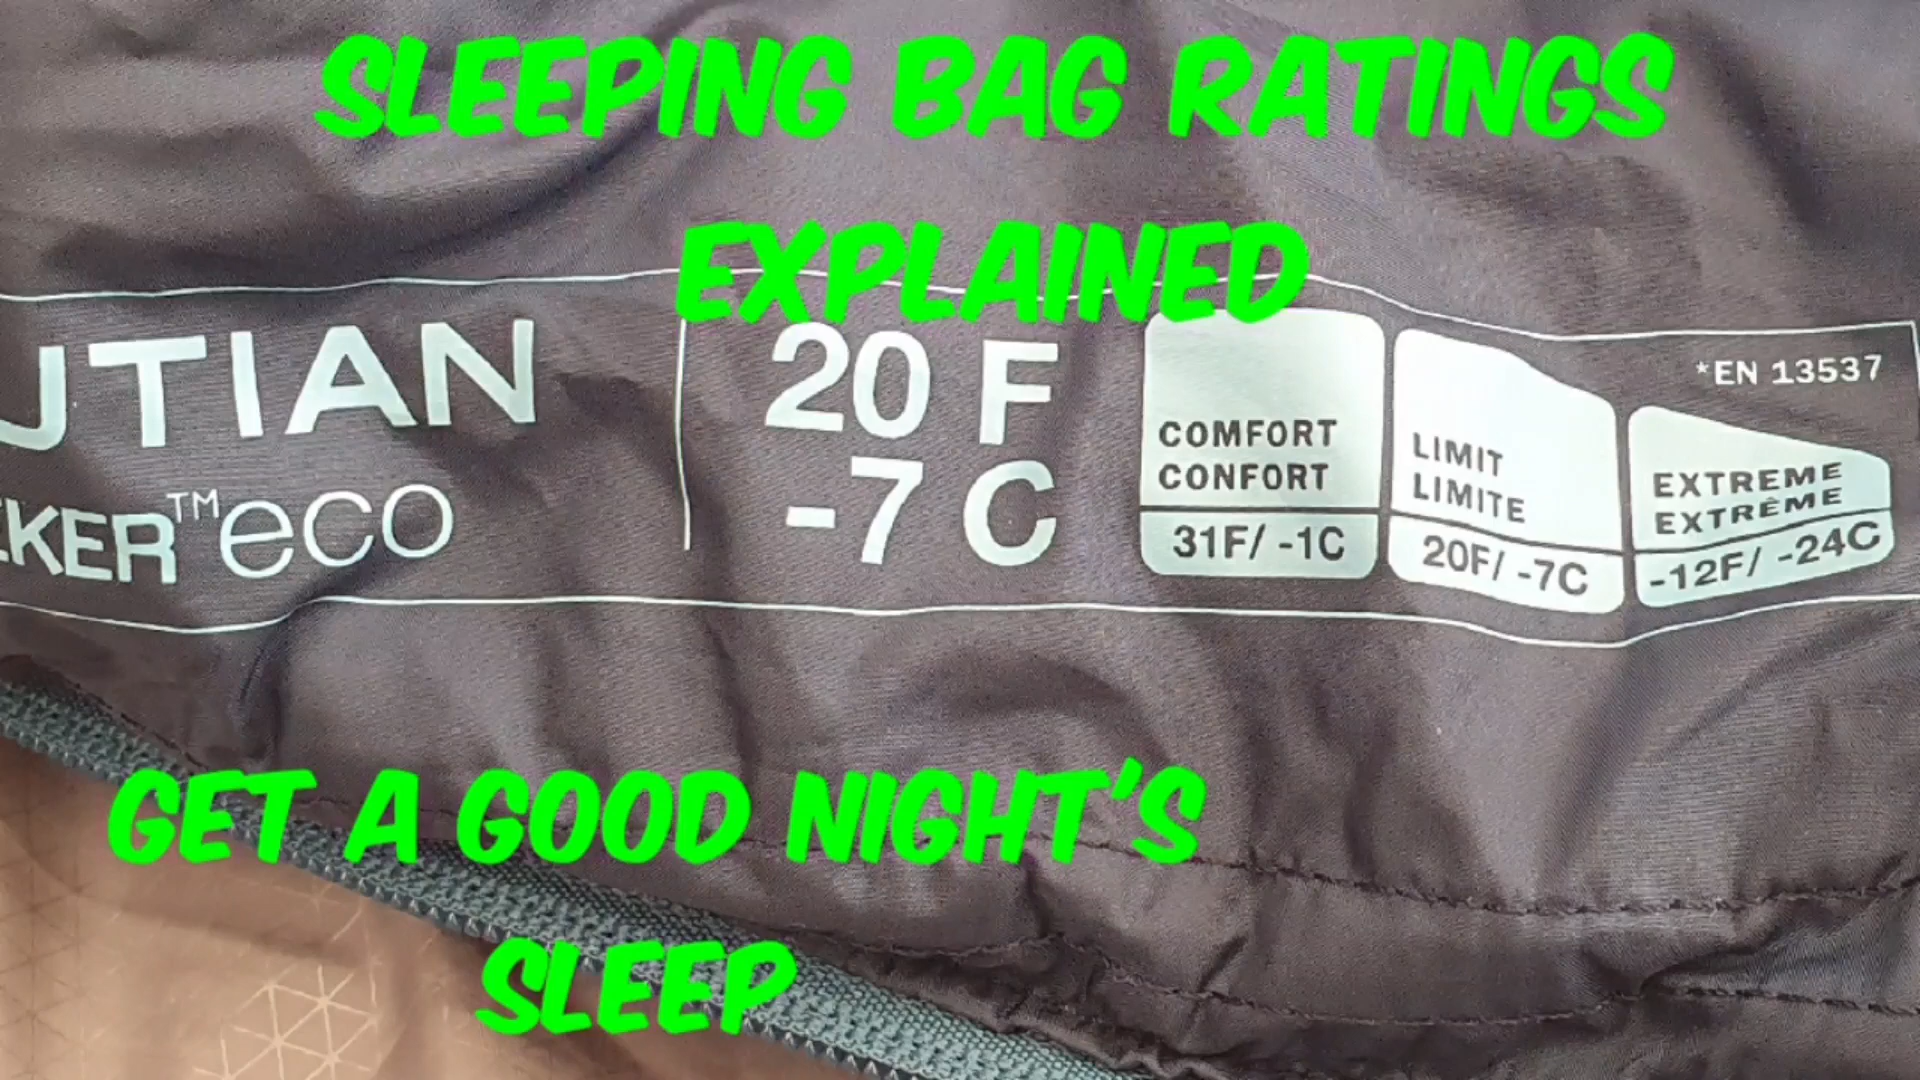 SLEEPING BAG RATINGS
EXPLAINED
UTIAN
KER™eco
20 F
-7 C
COMFORT
CONFORT
31F/ -1C
LIMIT
LIMITE
20F/ -7C
*EN 13537
EXTREME
EXTRÊME
-12F/ -24C
GET A GOOD NIGHT'S
SLEEP